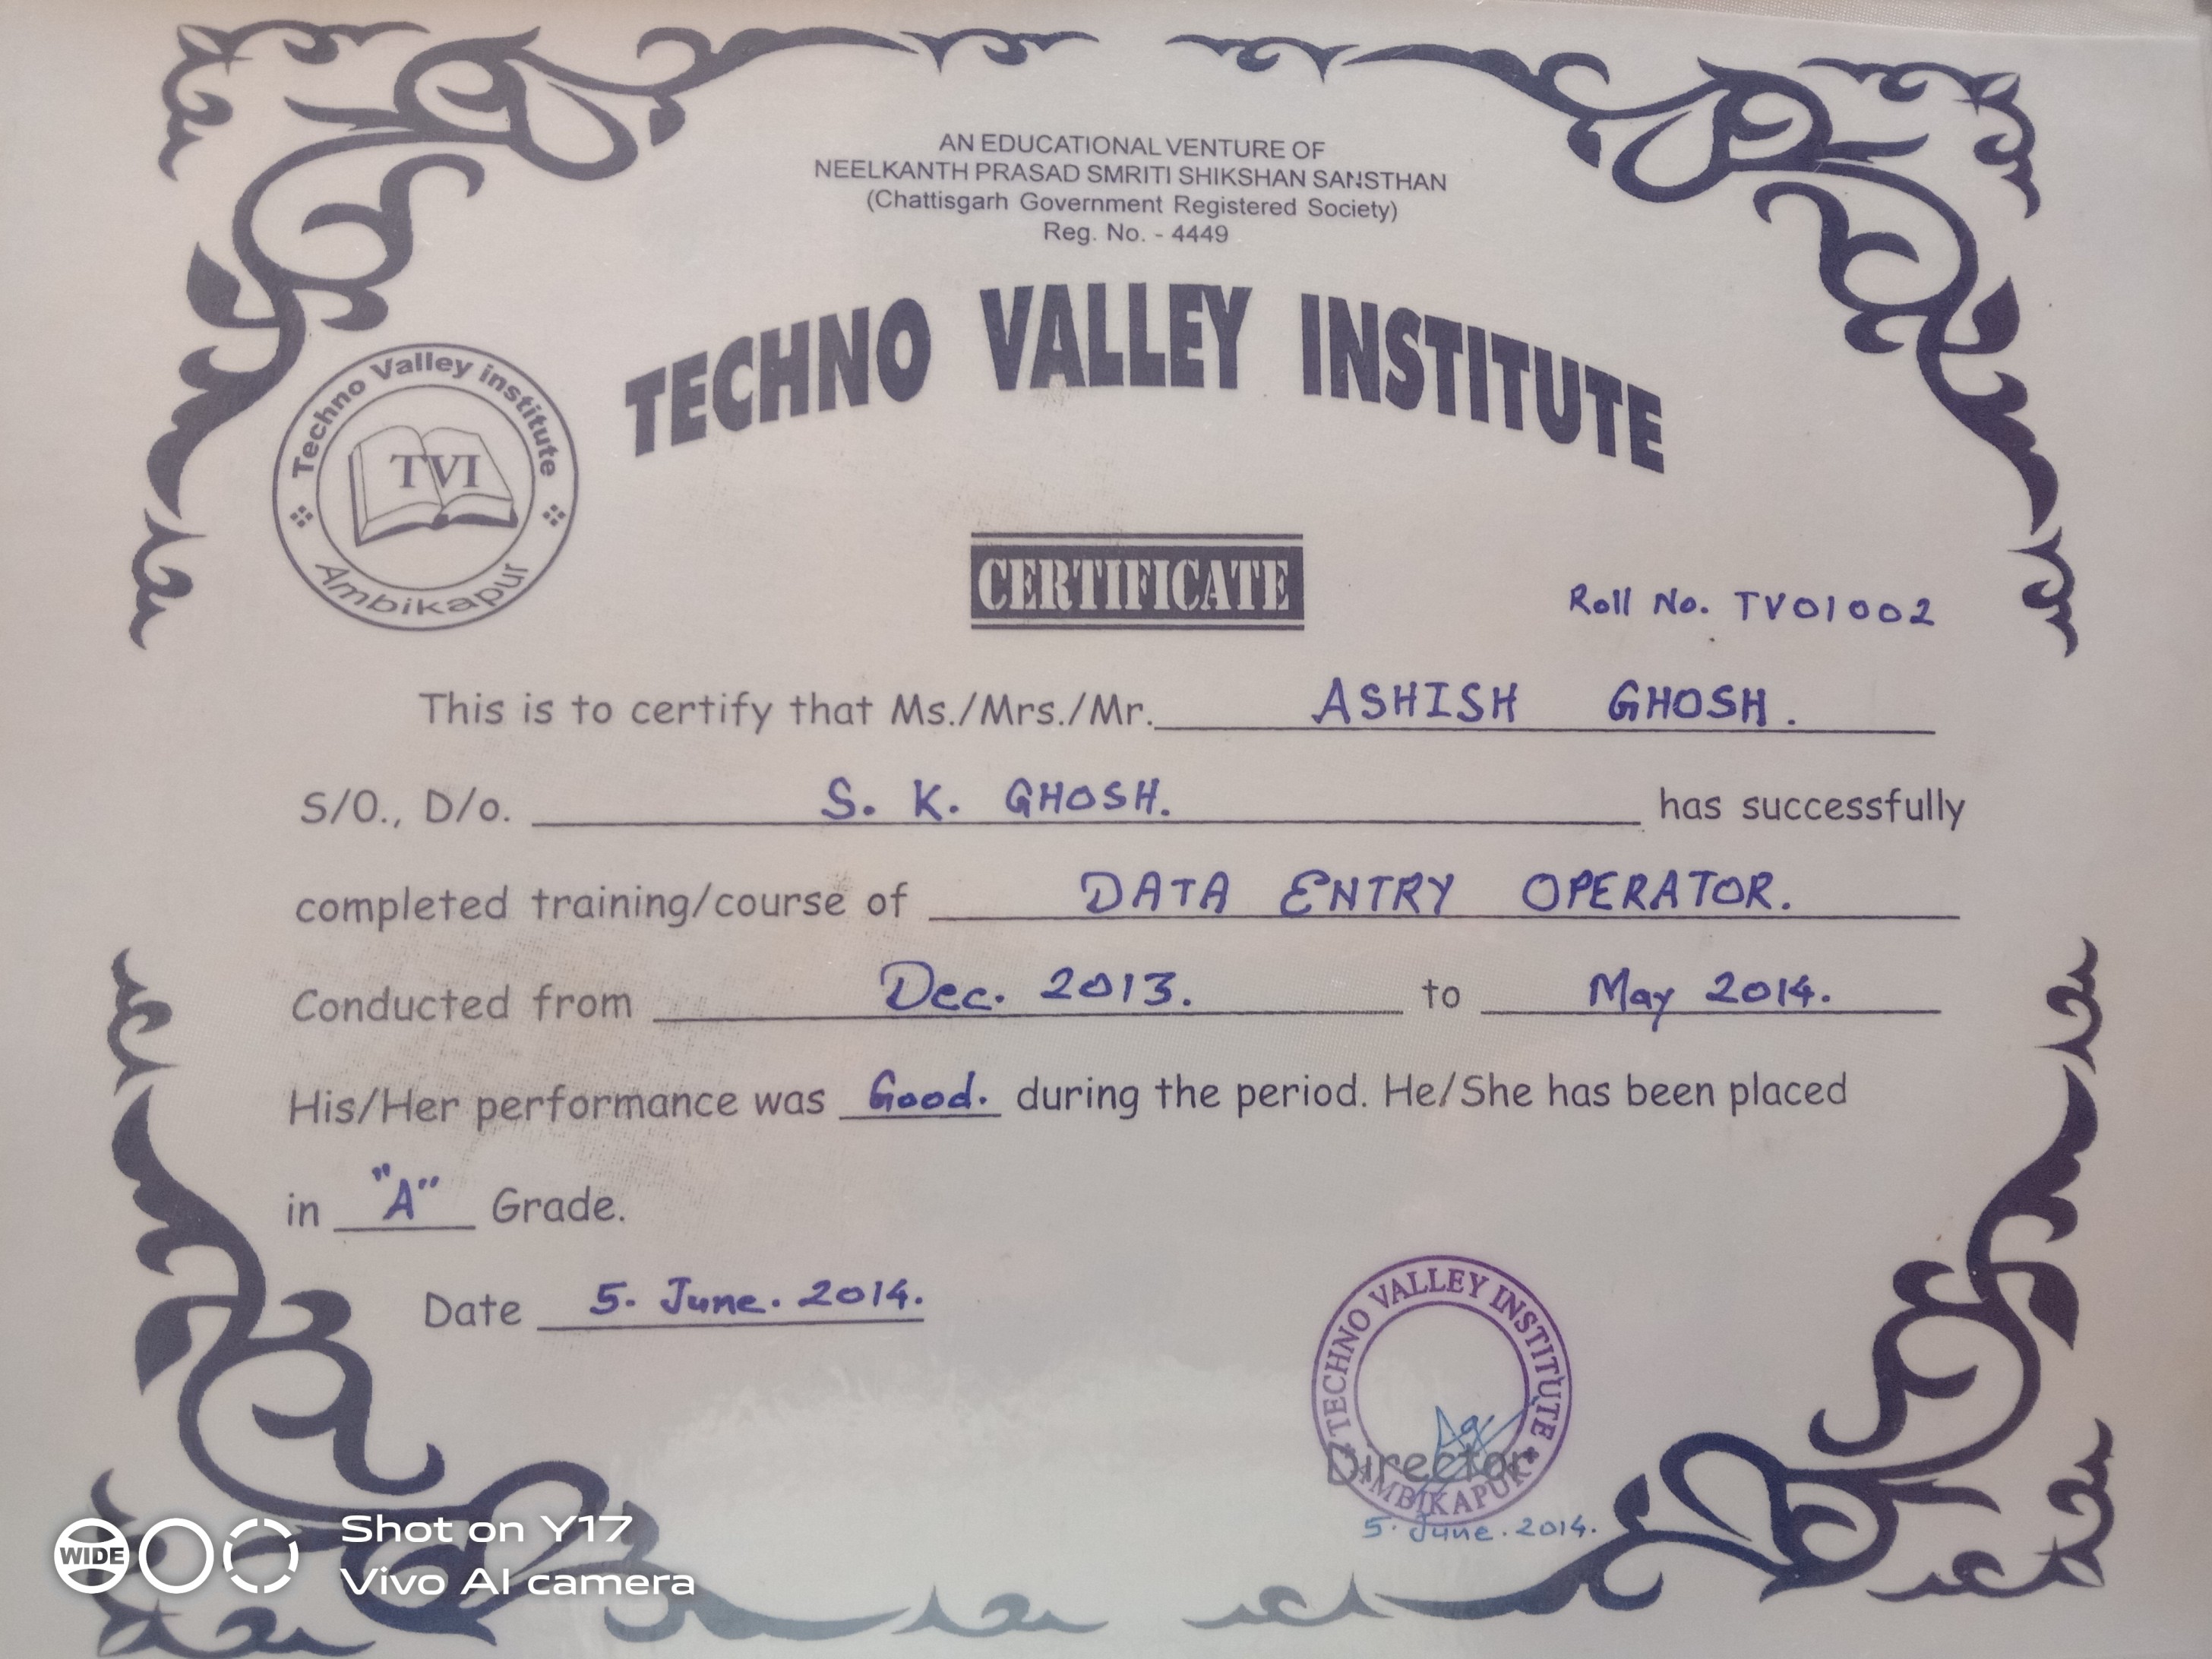 AN EDUCATIONAL VENTURE OF
NEELKANTH PRASAD SMRITI SHIKSHAN SANSTHAN
(Chattisgarh Government Registered Society)
Reg. No. - 4449
TECHNO VALLEY INSTITUTE
Techno Valley institute
TVI
Ambikapur
CERTIFICATE
Roll No. TV01002
This is to certify that Ms./Mrs./Mr. ASHISH GHOSH.
S/O., D/o. S. K. GHOSH. has successfully
completed training/course of DATA ENTRY OPERATOR.
Conducted from Dec. 2013. to May 2014.
His/Her performance was Good. during the period. He/She has been placed
in "A" Grade.
Date 5. June. 2014.
TECHNO VALLEY INSTITUTE
Director
AMBIKAPUR
5. June. 2014.
WIDE
Shot on Y17
Vivo AI camera